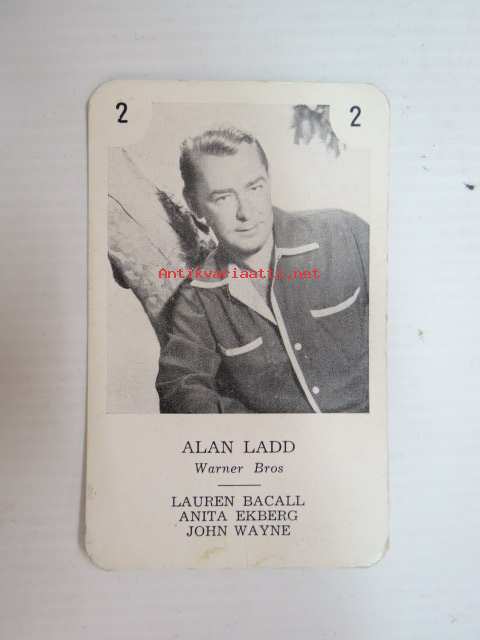 2 2
Antikvariaatti.net
ALAN LADD
Warner Bros
LAUREN BACALL
ANITA EKBERG
JOHN WAYNE